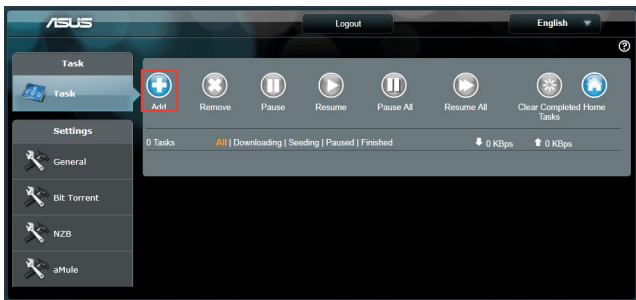 ASUS Logout English
?
Task
Task
Add Remove Pause Resume Pause All Resume All Clear Completed Tasks Home
0 Tasks All | Downloading | Seeding | Paused | Finished 0 KBps 0 KBps
Settings
General
Bit Torrent
NZB
aMule